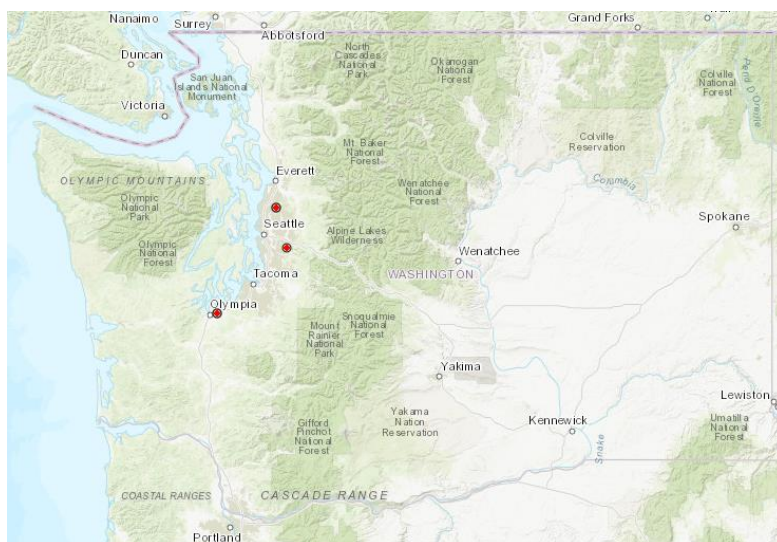 Nanaimo
Surrey
Abbotsford
Grand Forks
Duncan
San Juan
Islands National
Monument
Victoria
North
Cascades
National
Park
Okanogan
National
Forest
Colville
National
Forest
Pend O
Oreille
Mt Baker
National
Forest
Colville
Reservation
Everett
OLYMPIC MOUNTAINS
Olympic
National
Park
Wenatchee
National
Forest
Columbia
Spokane
Seattle
Alpine Lakes
Wilderness
Olympic
National
Forest
Wenatchee
Tacoma
WASHINGTON
Olympia
Snoqualmie
National
Forest
Mount
Rainier
National
Park
Yakima
Lewiston
Yakama
Nation
Reservation
Kennewick
Umatilla
National
Forest
Gifford
Pinchot
National
Forest
Snake
COASTAL RANGES
CASCADE RANGE
Portland